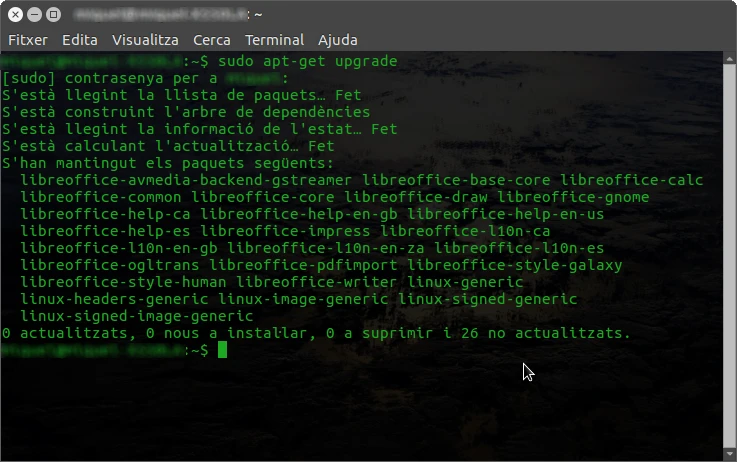 : ~
Fitxer Edita Visualitza Cerca Terminal Ajuda
:~$ sudo apt-get upgrade
[sudo] contrasenya per a :
S'està llegint la llista de paquets… Fet
S'està construint l'arbre de dependències
S'està llegint la informació de l'estat… Fet
S'està calculant l'actualització… Fet
S'han mantingut els paquets següents:
libreoffice-avmedia-backend-gstreamer libreoffice-base-core libreoffice-calc
libreoffice-common libreoffice-core libreoffice-draw libreoffice-gnome
libreoffice-help-ca libreoffice-help-en-gb libreoffice-help-en-us
libreoffice-help-es libreoffice-impress libreoffice-l10n-ca
libreoffice-l10n-en-gb libreoffice-l10n-en-za libreoffice-l10n-es
libreoffice-ogltrans libreoffice-pdfimport libreoffice-style-galaxy
libreoffice-style-human libreoffice-writer linux-generic
linux-headers-generic linux-image-generic linux-signed-generic
linux-signed-image-generic
0 actualitzats, 0 nous a instaŀlar, 0 a suprimir i 26 no actualitzats.
:~$